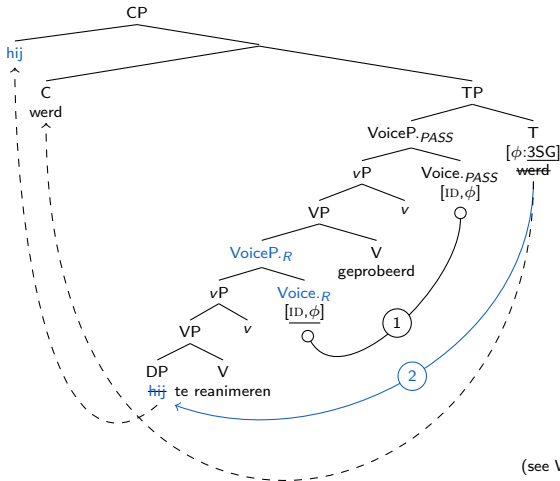 CP
hij
C TP
werd
VoiceP.PASS T
[ϕ:3SG]
vP Voice.PASS werd
[ID,ϕ]
VP v
VoiceP.R V
geprobeerd
vP Voice.R
[ID,ϕ]
VP v
1
DP V
hij te reanimeren
2
(see